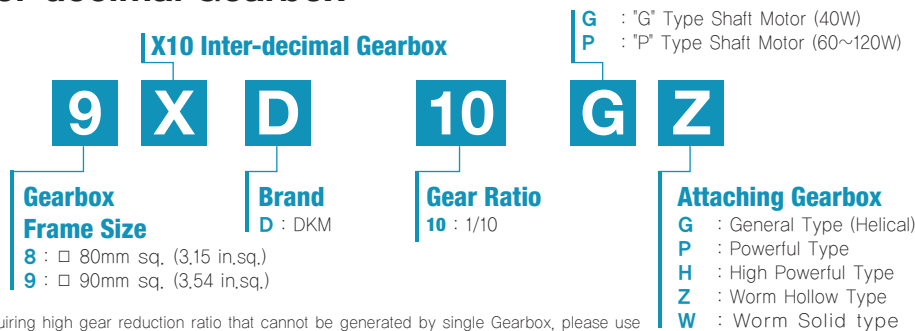 G : "G" Type Shaft Motor (40W)
P : "P" Type Shaft Motor (60~120W)
X10 Inter-decimal Gearbox
9 X D 10 G Z
Gearbox
Frame Size
8 : □ 80mm sq. (3.15 in.sq.)
9 : □ 90mm sq. (3.54 in.sq.)
Brand
D : DKM
Gear Ratio
10 : 1/10
Attaching Gearbox
G : General Type (Helical)
P : Powerful Type
H : High Powerful Type
Z : Worm Hollow Type
W : Worm Solid type
high gear reduction ratio that cannot be generated by single Gearbox, please use